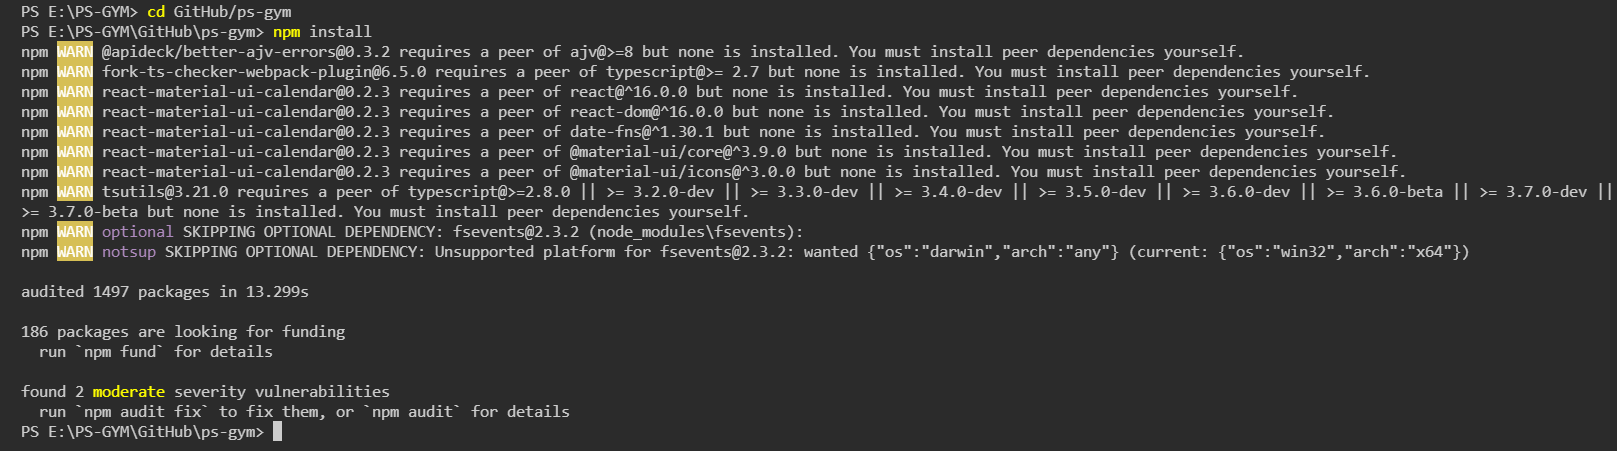 PS E:\PS-GYM> cd GitHub/ps-gym
PS E:\PS-GYM\GitHub\ps-gym> npm install
npm WARN @apideck/better-ajv-errors@0.3.2 requires a peer of ajv@>=8 but none is installed. You must install peer dependencies yourself.
npm WARN fork-ts-checker-webpack-plugin@6.5.0 requires a peer of typescript@>= 2.7 but none is installed. You must install peer dependencies yourself.
npm WARN react-material-ui-calendar@0.2.3 requires a peer of react@^16.0.0 but none is installed. You must install peer dependencies yourself.
npm WARN react-material-ui-calendar@0.2.3 requires a peer of react-dom@^16.0.0 but none is installed. You must install peer dependencies yourself.
npm WARN react-material-ui-calendar@0.2.3 requires a peer of date-fns@^1.30.1 but none is installed. You must install peer dependencies yourself.
npm WARN react-material-ui-calendar@0.2.3 requires a peer of @material-ui/core@^3.9.0 but none is installed. You must install peer dependencies yourself.
npm WARN react-material-ui-calendar@0.2.3 requires a peer of @material-ui/icons@^3.0.0 but none is installed. You must install peer dependencies yourself.
npm WARN tsutils@3.21.0 requires a peer of typescript@>=2.8.0 || >= 3.2.0-dev || >= 3.3.0-dev || >= 3.4.0-dev || >= 3.5.0-dev || >= 3.6.0-dev || >= 3.6.0-beta || >= 3.7.0-dev ||
>= 3.7.0-beta but none is installed. You must install peer dependencies yourself.
npm WARN optional SKIPPING OPTIONAL DEPENDENCY: fsevents@2.3.2 (node_modules\fsevents):
npm WARN notsup SKIPPING OPTIONAL DEPENDENCY: Unsupported platform for fsevents@2.3.2: wanted {"os":"darwin","arch":"any"} (current: {"os":"win32","arch":"x64"})
audited 1497 packages in 13.299s
186 packages are looking for funding
  run `npm fund` for details
found 2 moderate severity vulnerabilities
  run `npm audit fix` to fix them, or `npm audit` for details
PS E:\PS-GYM\GitHub\ps-gym>